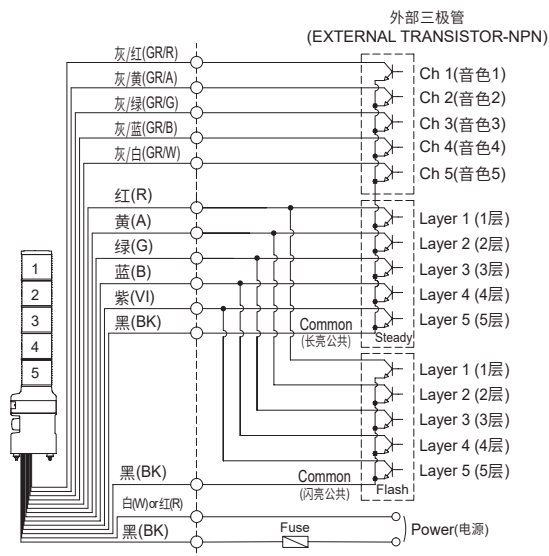 外部三极管
(EXTERNAL TRANSISTOR-NPN)
灰/红(GR/R)
Ch 1(音色1)
灰/黄(GR/A)
Ch 2(音色2)
灰/绿(GR/G)
Ch 3(音色3)
灰/蓝(GR/B)
Ch 4(音色4)
灰/白(GR/W)
Ch 5(音色5)
红(R)
Layer 1 (1层)
黄(A)
Layer 2 (2层)
绿(G)
Layer 3 (3层)
蓝(B)
Layer 4 (4层)
紫(VI)
Layer 5 (5层)
黑(BK)
Common
(长亮公共)
Steady
1
2
3
4
5
Layer 1 (1层)
Layer 2 (2层)
Layer 3 (3层)
Layer 4 (4层)
Layer 5 (5层)
黑(BK)
Common
(闪亮公共)
Flash
白(W)or红(R)
黑(BK)
Fuse
Power(电源)